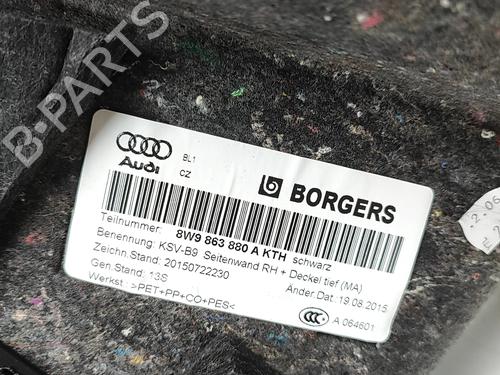 B-PARTS
BL1
CZ
Audi
BORGERS
Teilnummer: 8W9 863 880 A KTH schwarz
Benennung: KSV-B9 Seitenwand RH + Deckel tief (MA)
Zeichn.Stand: 20150722230
Änder.Dat.:19.08.2015
Gen.Stand: 13S
Werkst.: >PET+PP+CO+PES<
CCC
A 064601